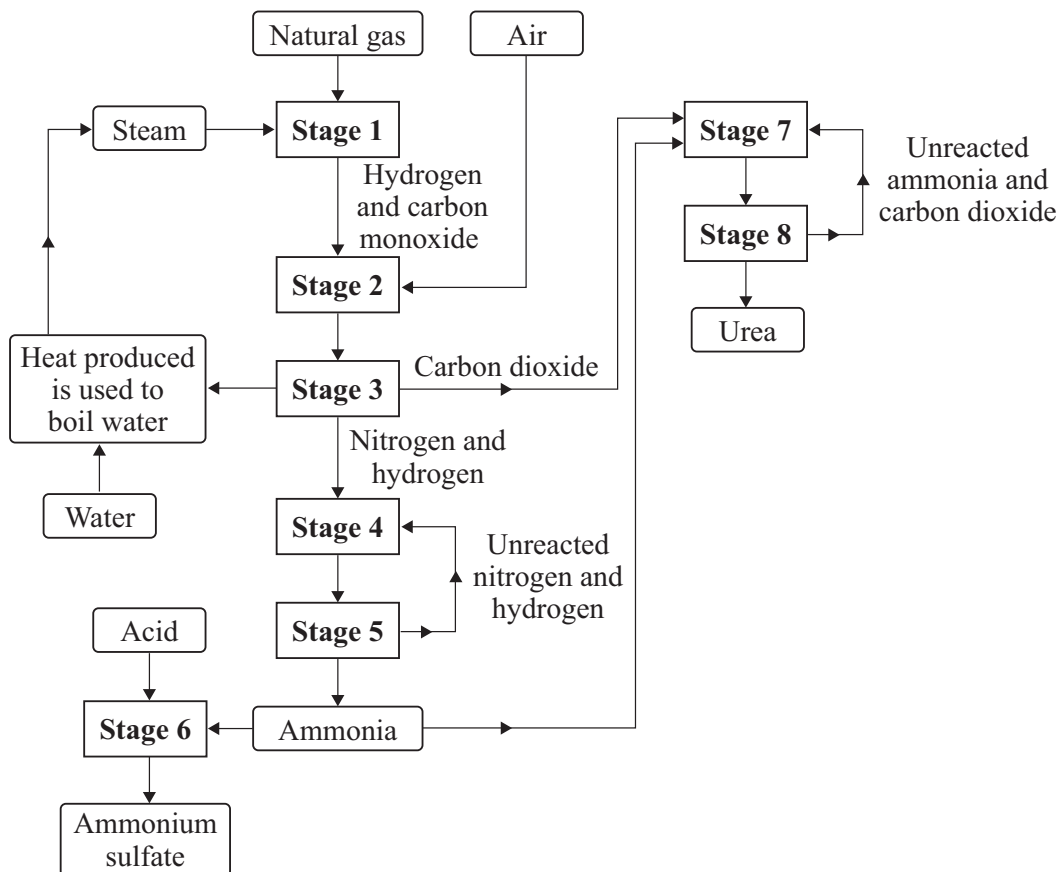 Natural gas
Air
Steam
Stage 1
Stage 7
Unreacted
ammonia and
carbon dioxide
Hydrogen
and carbon
monoxide
Stage 8
Stage 2
Urea
Heat produced
is used to
boil water
Stage 3
Carbon dioxide
Nitrogen and
hydrogen
Water
Stage 4
Unreacted
nitrogen and
hydrogen
Stage 5
Acid
Stage 6
Ammonia
Ammonium
sulfate